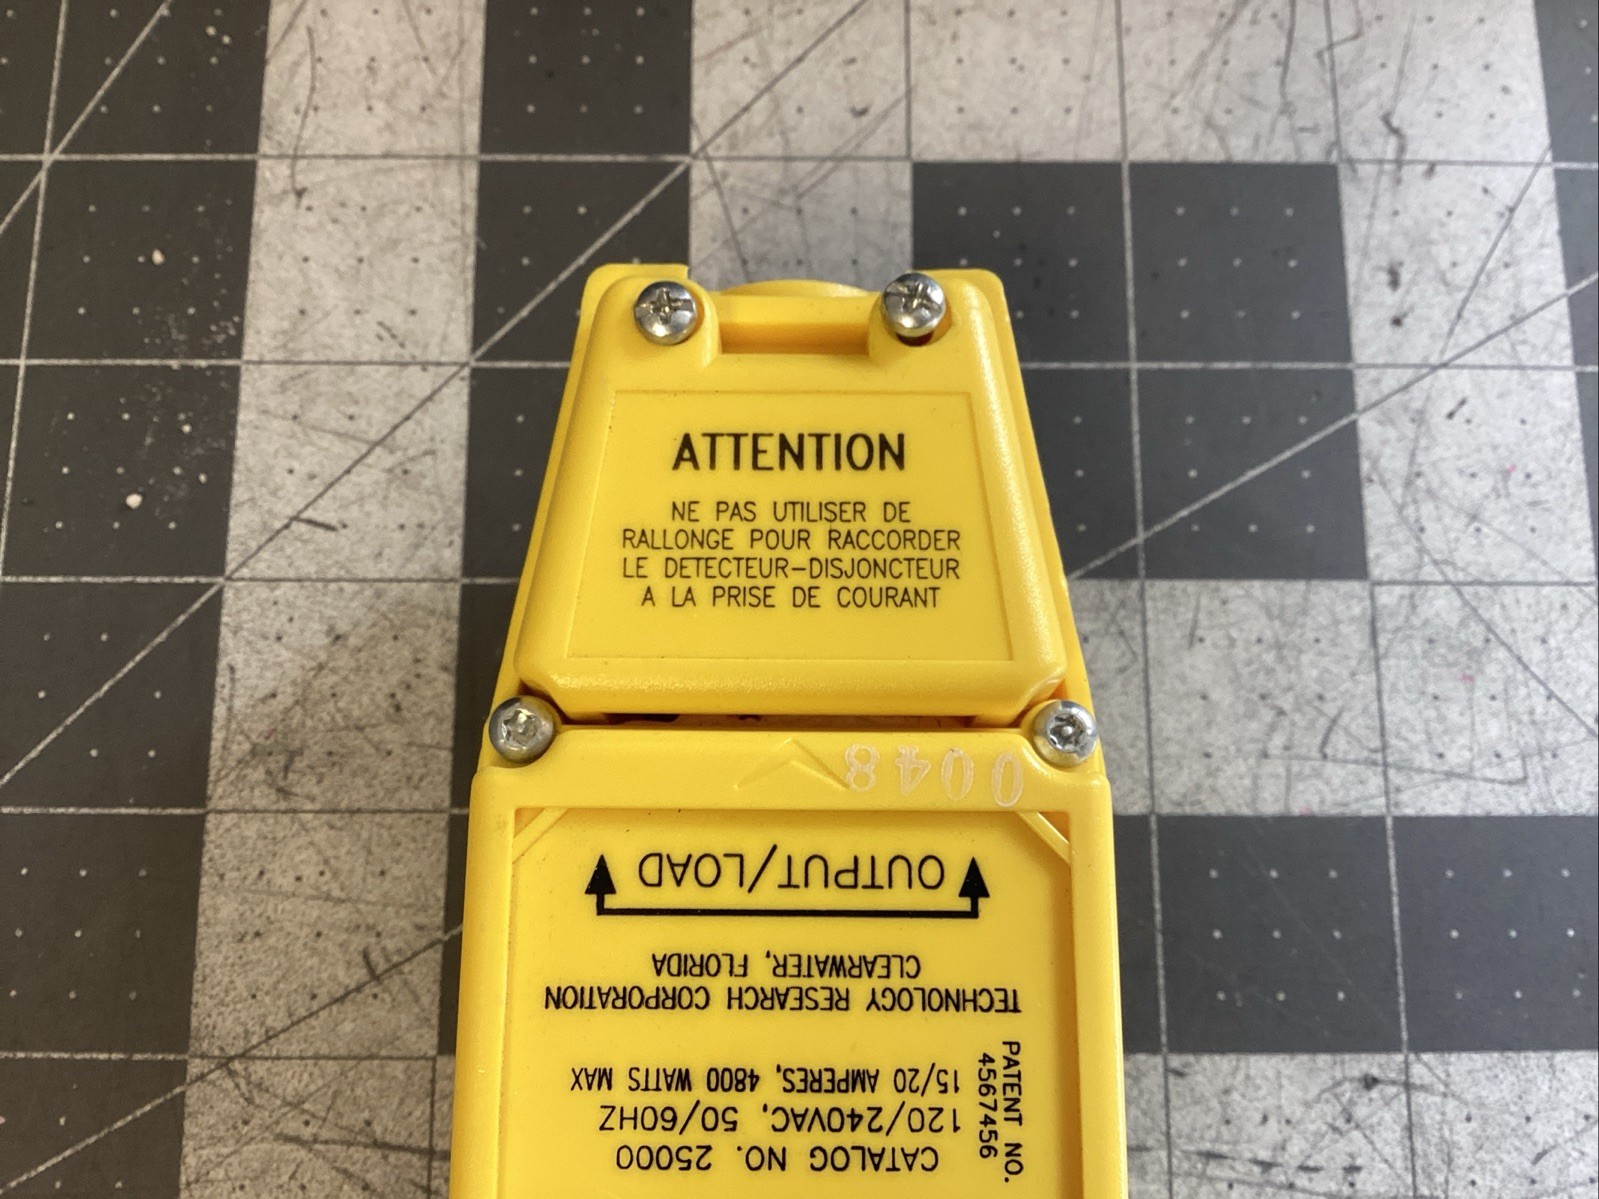 ATTENTION
NE PAS UTILISER DE
RALLONGE POUR RACCORDER
LE DETECTEUR-DISJONCTEUR
A LA PRISE DE COURANT
0048
OUTPUT/LOAD
TECHNOLOGY RESEARCH CORPORATION
CLEARWATER, FLORIDA
CATALOG NO. 25000
120/240VAC, 50/60HZ
15/20 AMPERES, 4800 WATTS MAX
PATENT NO.
4567456